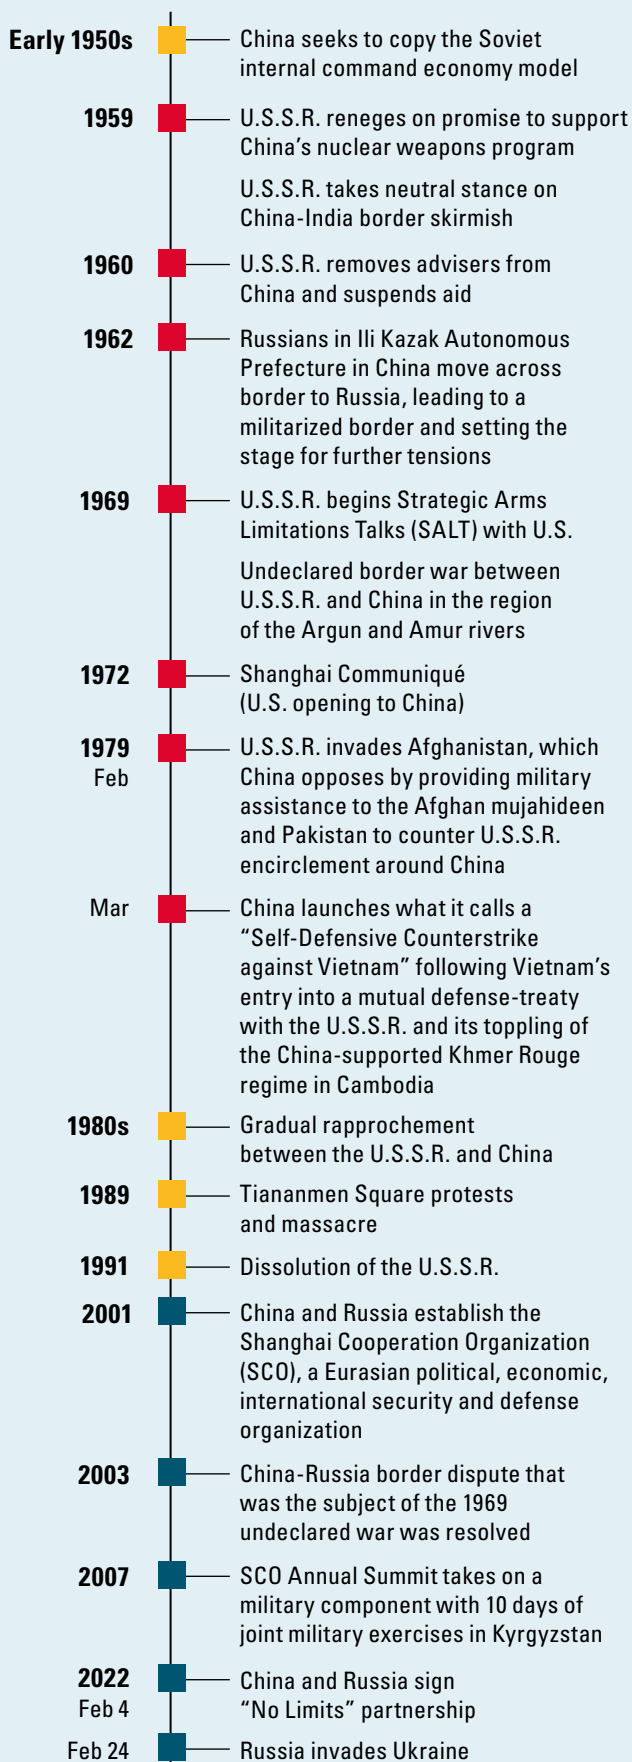 Early 1950s
China seeks to copy the Soviet
internal command economy model
1959
U.S.S.R. reneges on promise to support
China’s nuclear weapons program
U.S.S.R. takes neutral stance on
China-India border skirmish
1960
U.S.S.R. removes advisers from
China and suspends aid
1962
Russians in Ili Kazak Autonomous
Prefecture in China move across
border to Russia, leading to a
militarized border and setting the
stage for further tensions
1969
U.S.S.R. begins Strategic Arms
Limitations Talks (SALT) with U.S.
Undeclared border war between
U.S.S.R. and China in the region
of the Argun and Amur rivers
1972
Shanghai Communiqué
(U.S. opening to China)
1979
Feb
U.S.S.R. invades Afghanistan, which
China opposes by providing military
assistance to the Afghan mujahideen
and Pakistan to counter U.S.S.R.
encirclement around China
Mar
China launches what it calls a
“Self-Defensive Counterstrike
against Vietnam” following Vietnam’s
entry into a mutual defense-treaty
with the U.S.S.R. and its toppling of
the China-supported Khmer Rouge
regime in Cambodia
1980s
Gradual rapprochement
between the U.S.S.R. and China
1989
Tiananmen Square protests
and massacre
1991
Dissolution of the U.S.S.R.
2001
China and Russia establish the
Shanghai Cooperation Organization
(SCO), a Eurasian political, economic,
international security and defense
organization
2003
China-Russia border dispute that
was the subject of the 1969
undeclared war was resolved
2007
SCO Annual Summit takes on a
military component with 10 days of
joint military exercises in Kyrgyzstan
2022
Feb 4
China and Russia sign
“No Limits” partnership
Feb 24
Russia invades Ukraine